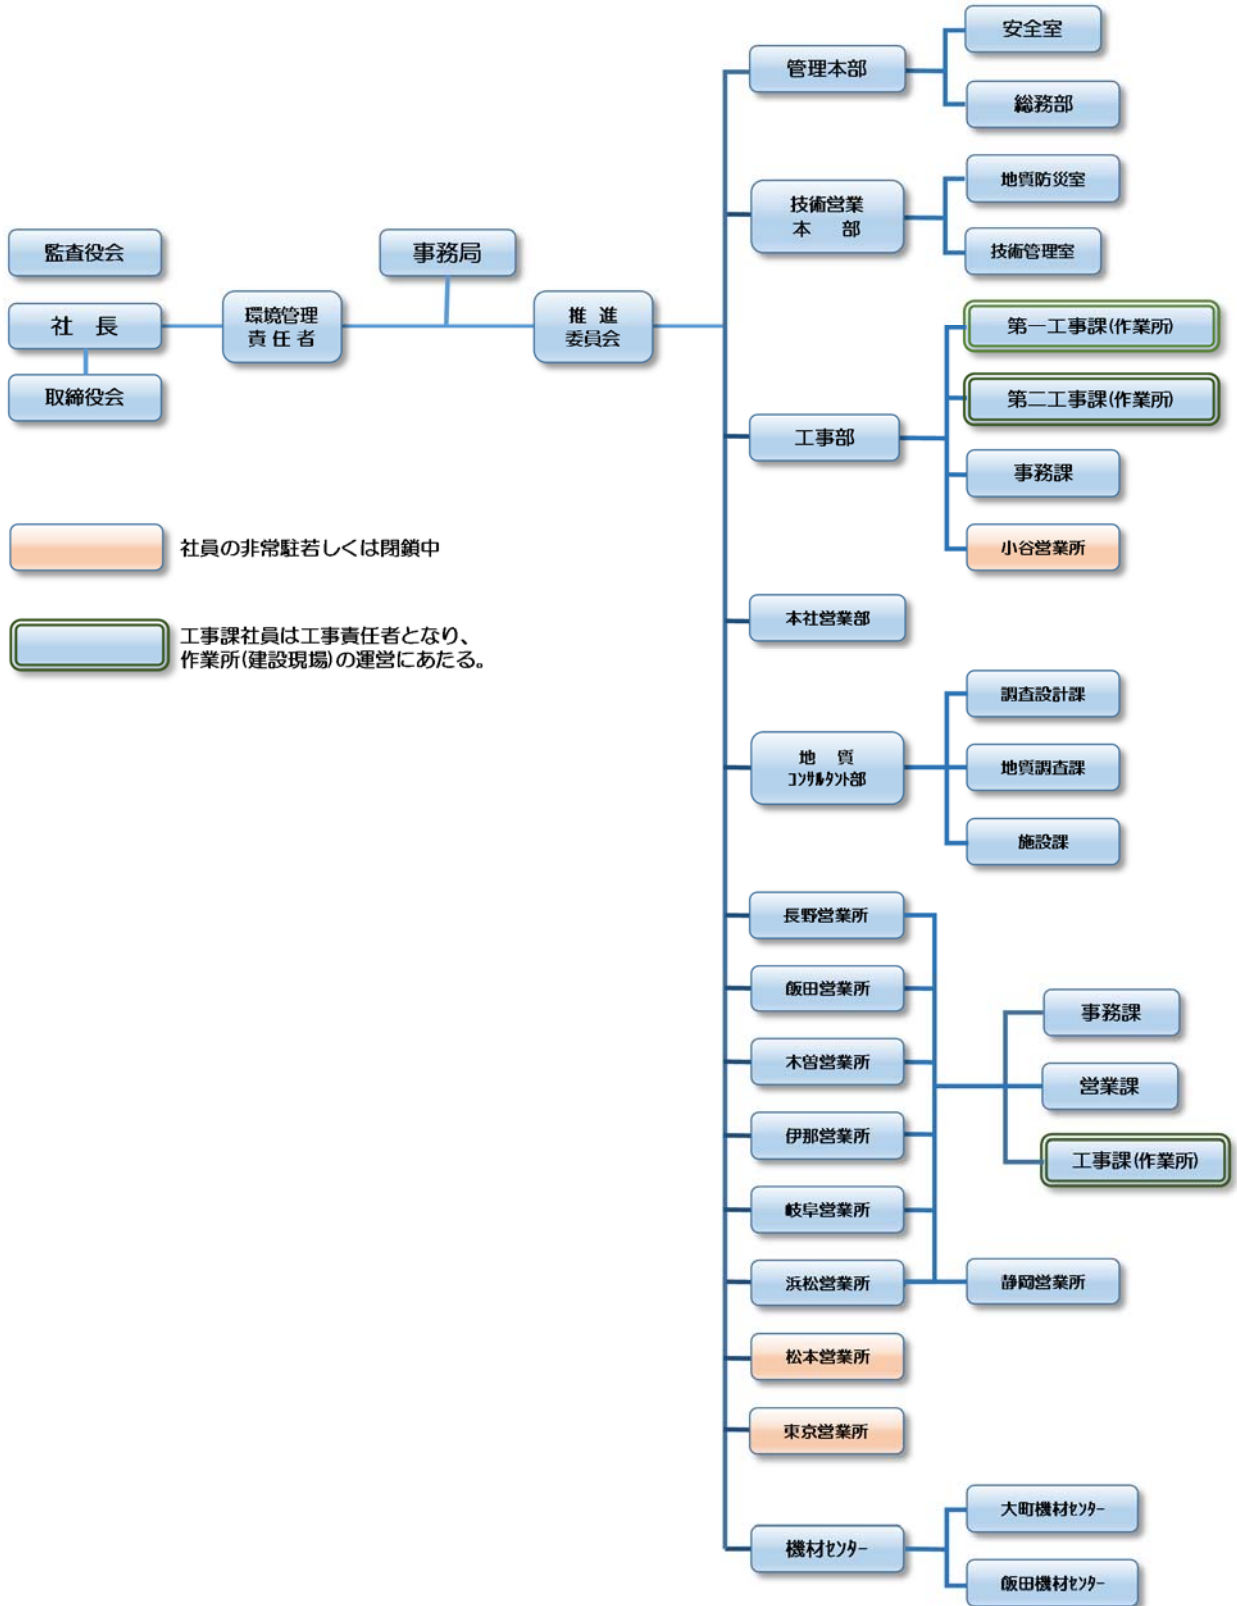 安全室
管理本部
総務部
地質防災室
技術営業
本　部
技術管理室
監査役会
事務局
社　長
環境管理
責任者
推進
委員会
取締役会
第一工事課(作業所)
第二工事課(作業所)
工事部
事務課
小谷営業所
社員の非常駐若しくは閉鎖中
本社営業部
工事課社員は工事責任者となり、
作業所(建設現場)の運営にあたる。
調査設計課
地　質
ｺﾝｻﾙﾀﾝﾄ部
地質調査課
施設課
長野営業所
飯田営業所
事務課
木曽営業所
営業課
伊那営業所
工事課(作業所)
岐阜営業所
浜松営業所
静岡営業所
松本営業所
東京営業所
大町機材ｾﾝﾀｰ
機材ｾﾝﾀｰ
飯田機材ｾﾝﾀｰ